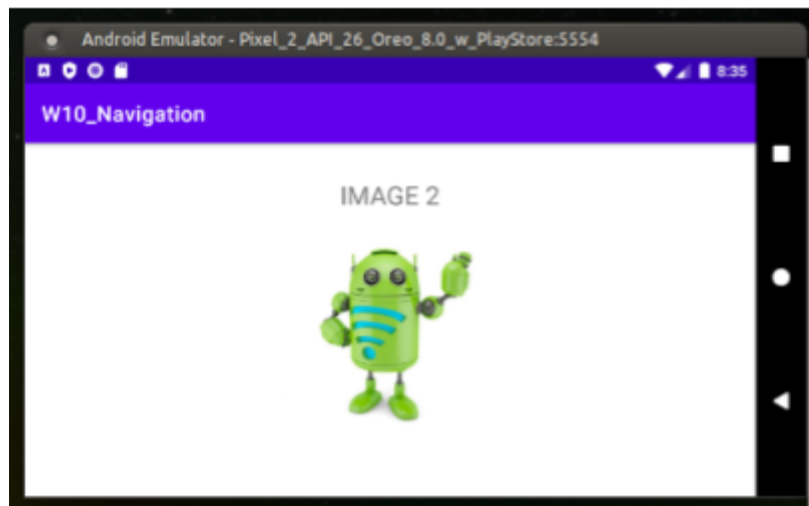 Android Emulator - Pixel_2_API_26_Oreo_8.0_w_PlayStore:5554
8:35
W10_Navigation
IMAGE 2